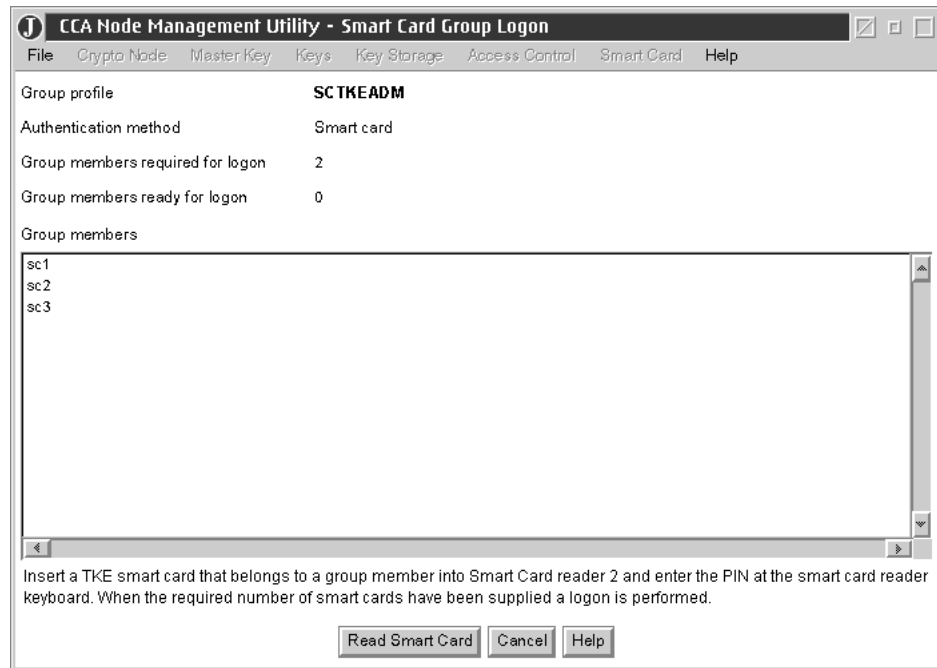 J CCA Node Management Utility - Smart Card Group Logon
File Crypto Node Master Key Keys Key Storage Access Control Smart Card Help
Group profile SCTKEADM
Authentication method Smart card
Group members required for logon 2
Group members ready for logon 0
Group members
sc1
sc2
sc3
Insert a TKE smart card that belongs to a group member into Smart Card reader 2 and enter the PIN at the smart card reader
keyboard. When the required number of smart cards have been supplied a logon is performed.
Read Smart Card Cancel Help